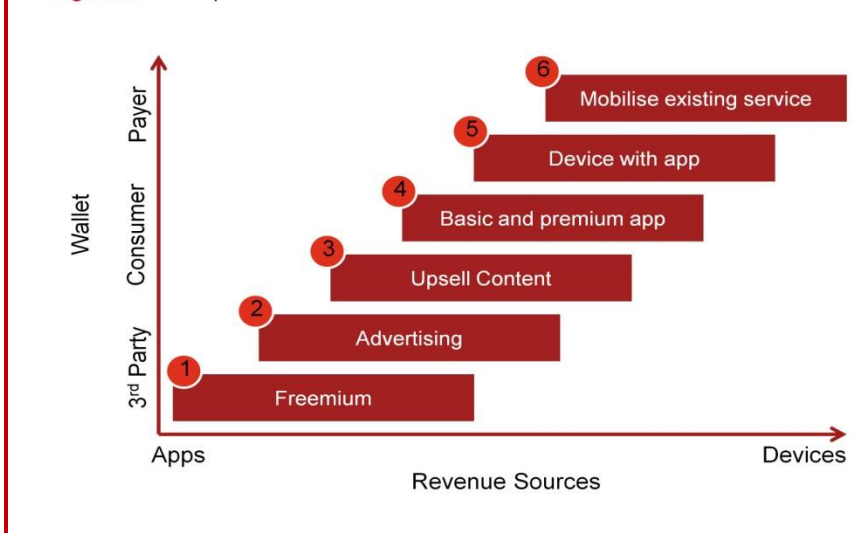 6
Mobilise existing service
5
Device with app
4
Basic and premium app
3
Upsell Content
2
Advertising
1
Freemium
Payer
Consumer
3rd Party
Wallet
Apps
Devices
Revenue Sources